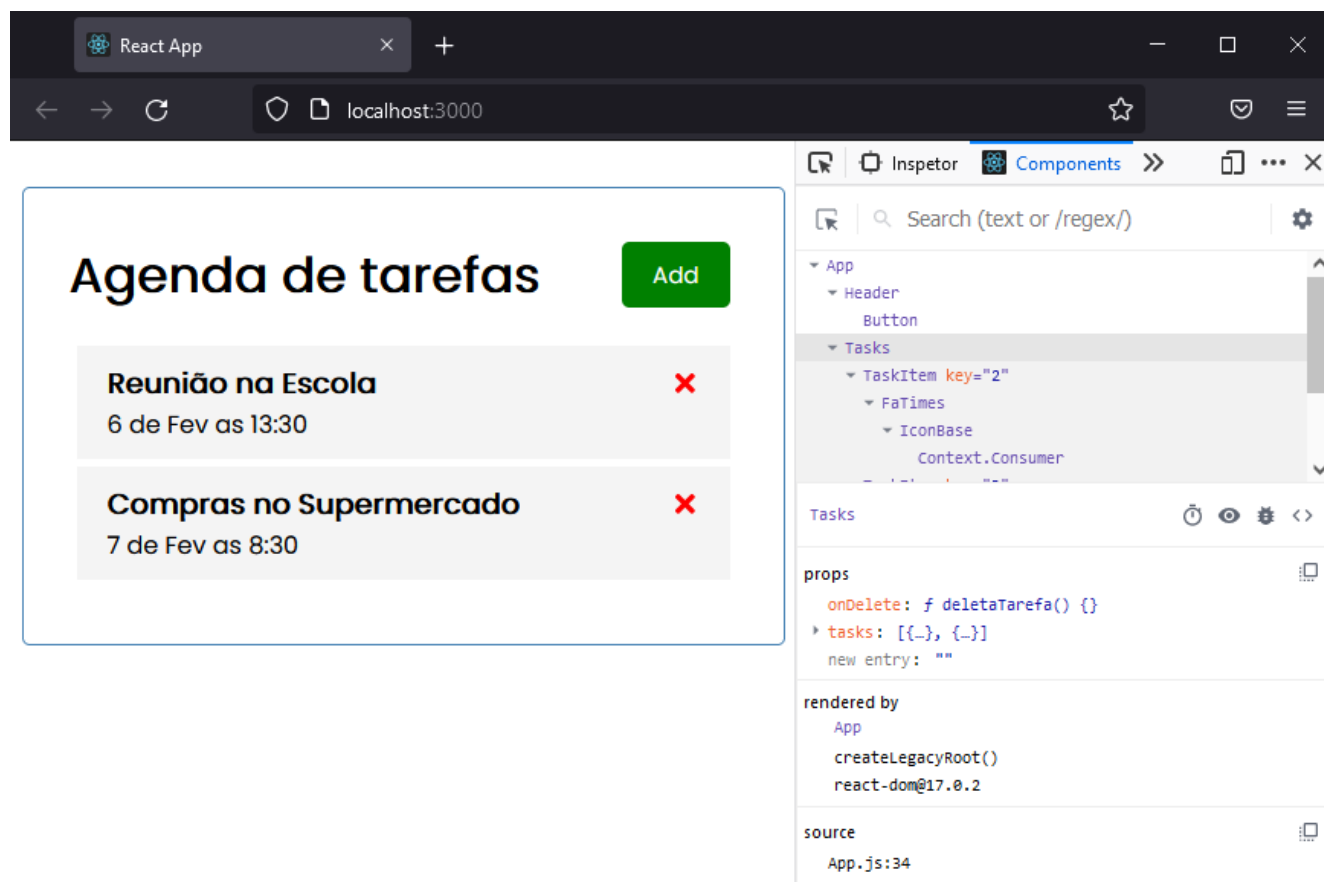 React App
localhost:3000
Inspetor Components
Search (text or /regex/)
Agenda de tarefas
Add
Reunião na Escola
6 de Fev as 13:30
Compras no Supermercado
7 de Fev as 8:30
App
Header
Button
Tasks
TaskItem key="2"
FaTimes
IconBase
Context.Consumer
Tasks
props
onDelete: ƒ deletaTarefa() {}
tasks: [{…}, {…}]
new entry: ""
rendered by
App
createLegacyRoot()
react-dom@17.0.2
source
App.js:34